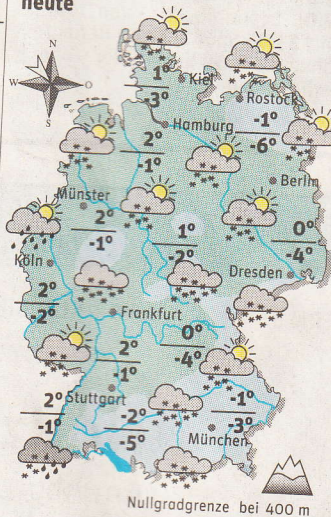 heute
N
W O
S
1°
-3°
Kiel
Rostock
-1°
-6°
Hamburg
2°
-1°
Berlin
Münster
2°
-1°
1°
-2°
0°
-4°
Köln
Dresden
2°
-2°
Frankfurt
0°
-4°
2°
-1°
2°
-1°
Stuttgart
-2°
-5°
-1°
-3°
München
Nullgradgrenze bei 400 m